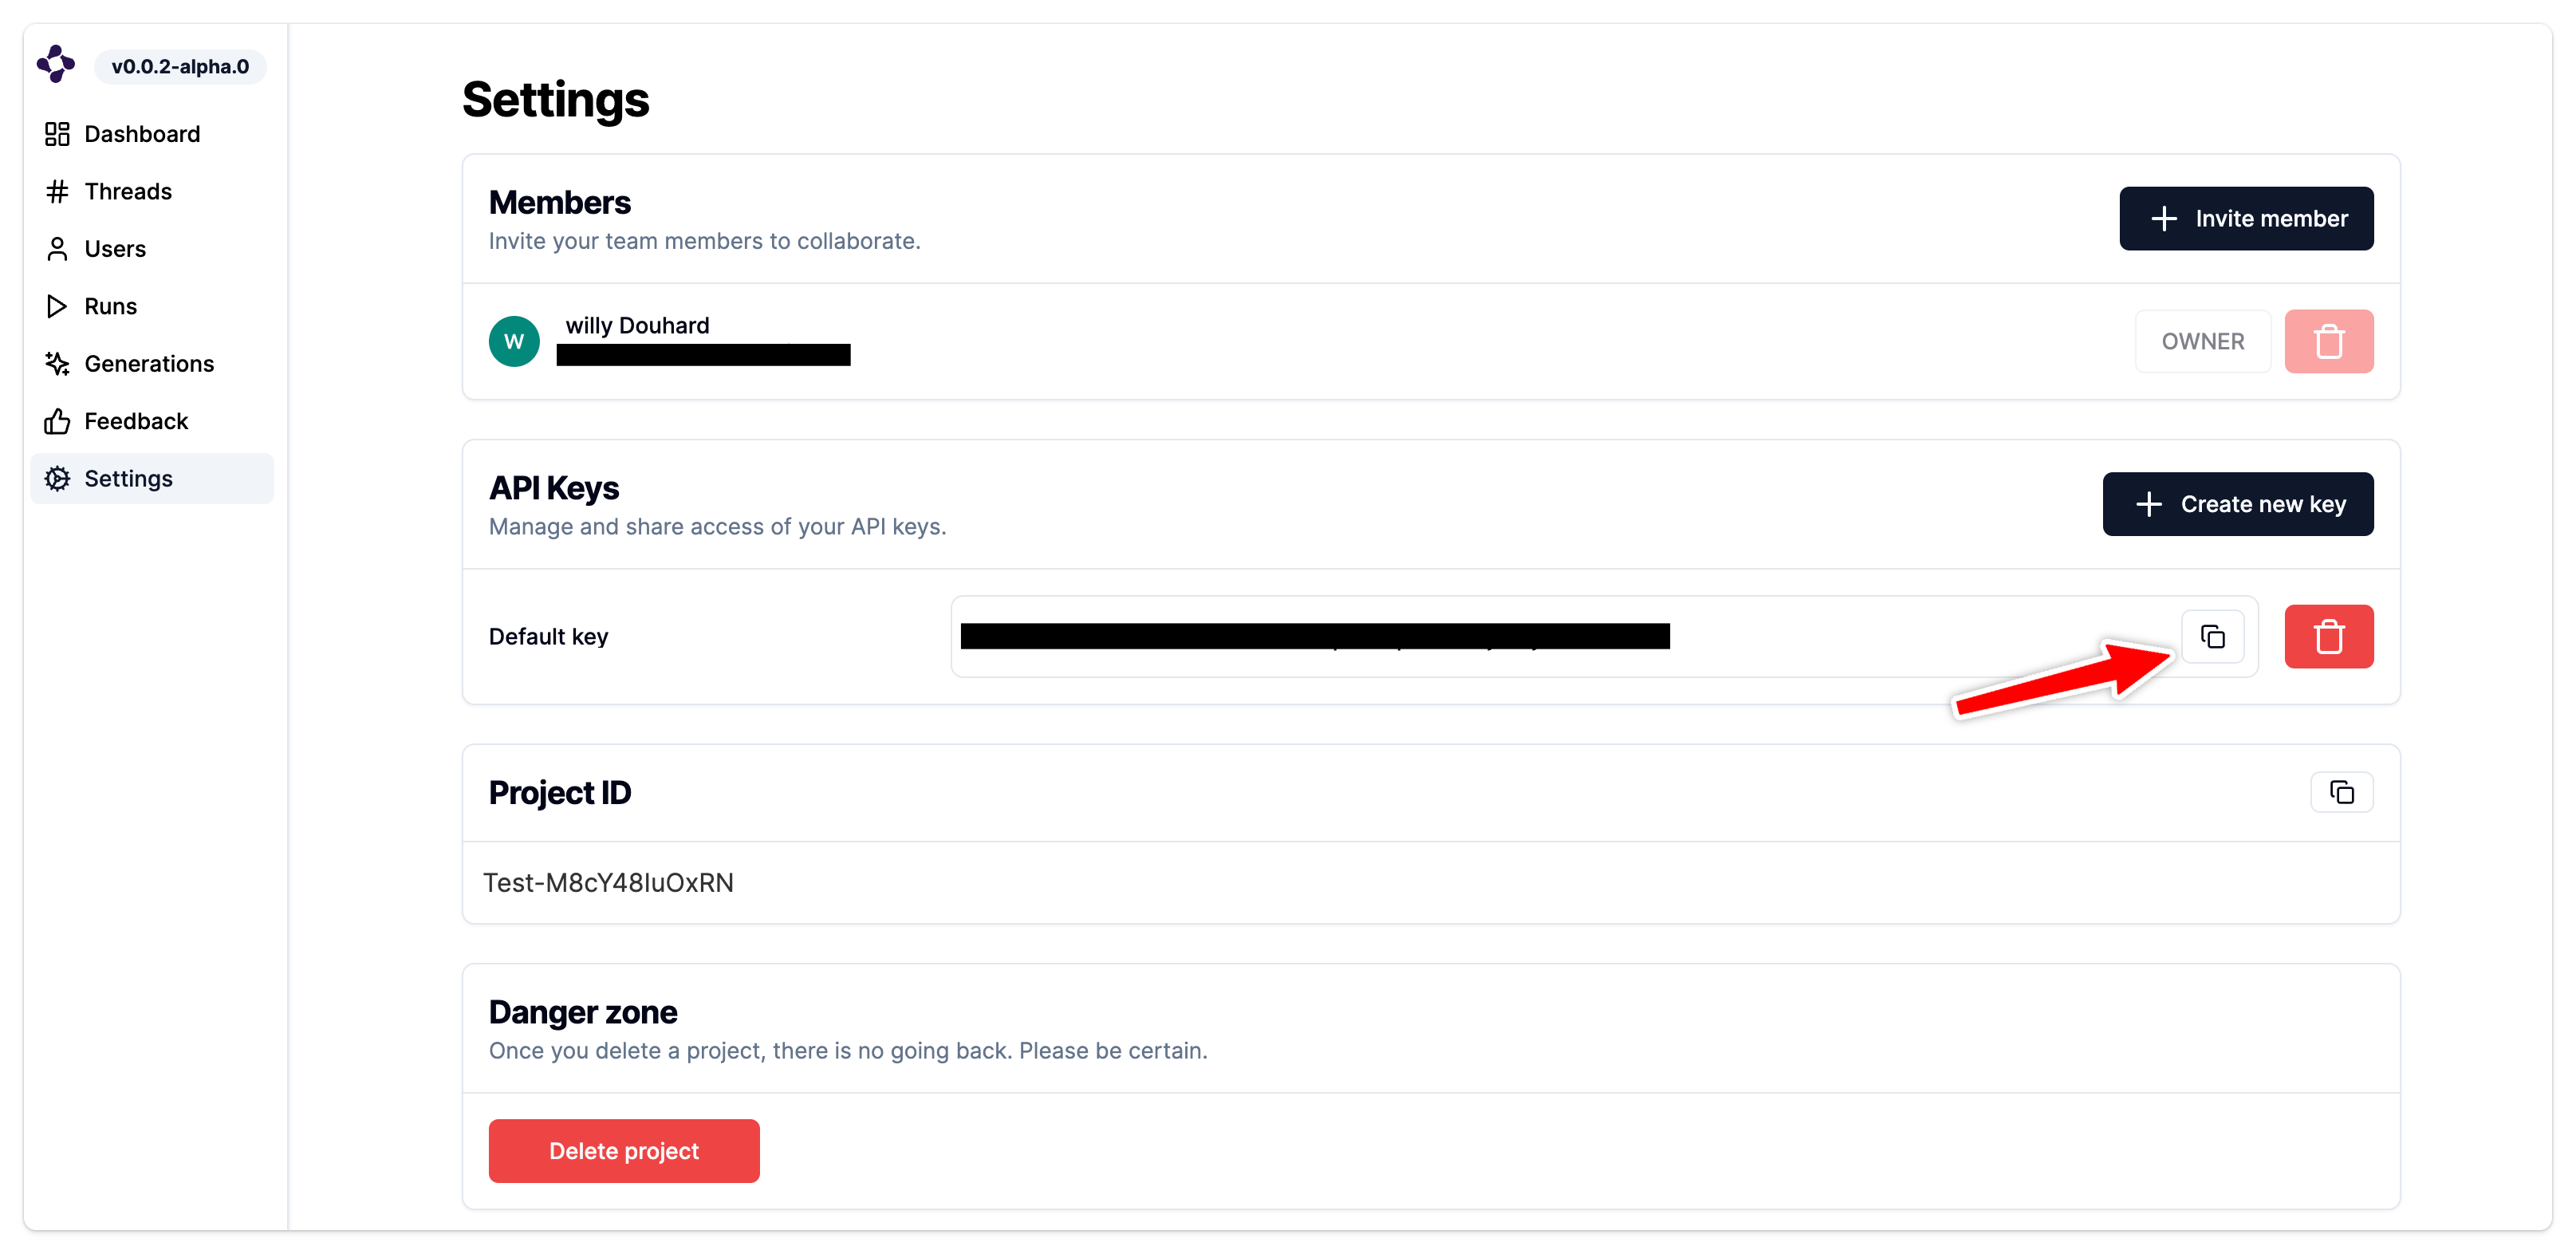 v0.0.2-alpha.0
Dashboard
Threads
Users
Runs
Generations
Feedback
Settings
Settings
Members
Invite your team members to collaborate.
Invite member
W
willy Douhard
OWNER
API Keys
Manage and share access of your API keys.
Create new key
Default key
Project ID
Test-M8cY48IuOxRN
Danger zone
Once you delete a project, there is no going back. Please be certain.
Delete project